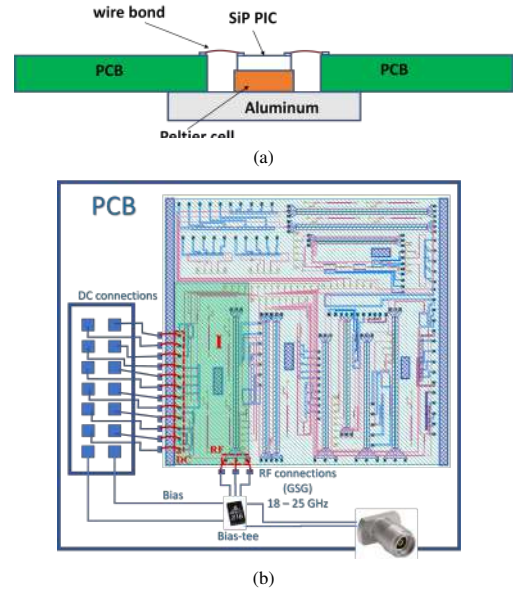 wire bond
SiP PIC
PCB
PCB
Aluminum
Peltier cell
(a)
PCB
DC connections
I
RF
DC
RF connections
(GSG)
18 – 25 GHz
Bias
Bias-tee
(b)